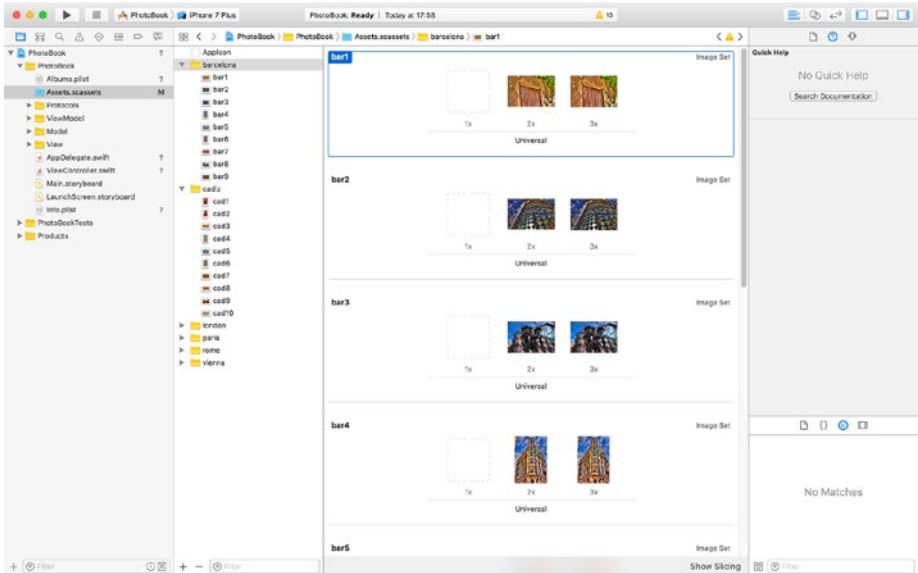 PhotoBook
iPhone 7 Plus
PhotoBook: Ready | Today at 17:58
13
PhotoBook
PhotoBook
Assets.xcassets
barcelona
bar1
PhotoBook
?
PhotoBook
Albums.plist
?
Assets.xcassets
M
Protocols
ViewModel
Model
View
AppDelegate.swift
?
ViewController.swift
?
Main.storyboard
LaunchScreen.storyboard
Info.plist
?
PhotoBookTests
Products
Filter
AppIcon
barcelona
bar1
bar2
bar3
bar4
bar5
bar6
bar7
bar8
bar9
cadiz
cad1
cad2
cad3
cad4
cad5
cad6
cad7
cad8
cad9
cad10
london
paris
rome
vienna
Filter
bar1
Image Set
1x
2x
3x
Universal
bar2
Image Set
1x
2x
3x
Universal
bar3
Image Set
1x
2x
3x
Universal
bar4
Image Set
1x
2x
3x
Universal
bar5
Image Set
Show Slicing
Quick Help
No Quick Help
Search Documentation
No Matches
Filter